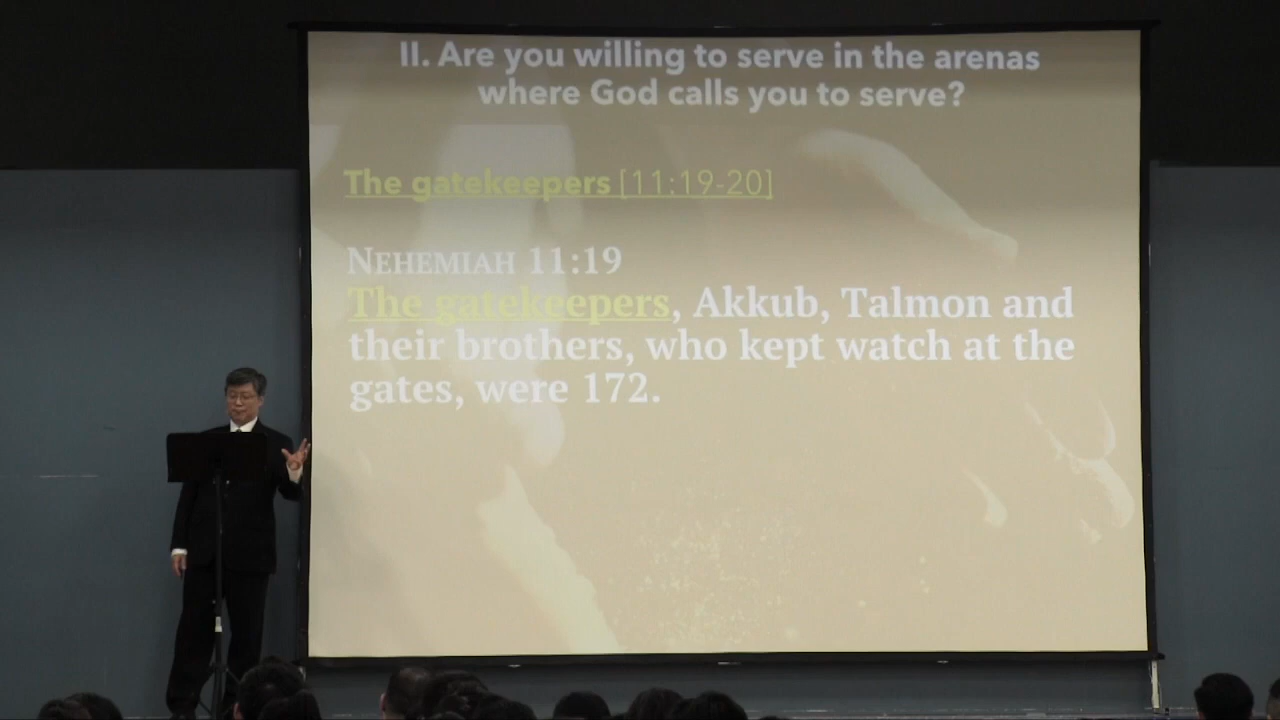 II. Are you willing to serve in the arenas
where God calls you to serve?
The gatekeepers [11:19-20]
NEHEMIAH 11:19
The gatekeepers, Akkub, Talmon and
their brothers, who kept watch at the
gates, were 172.